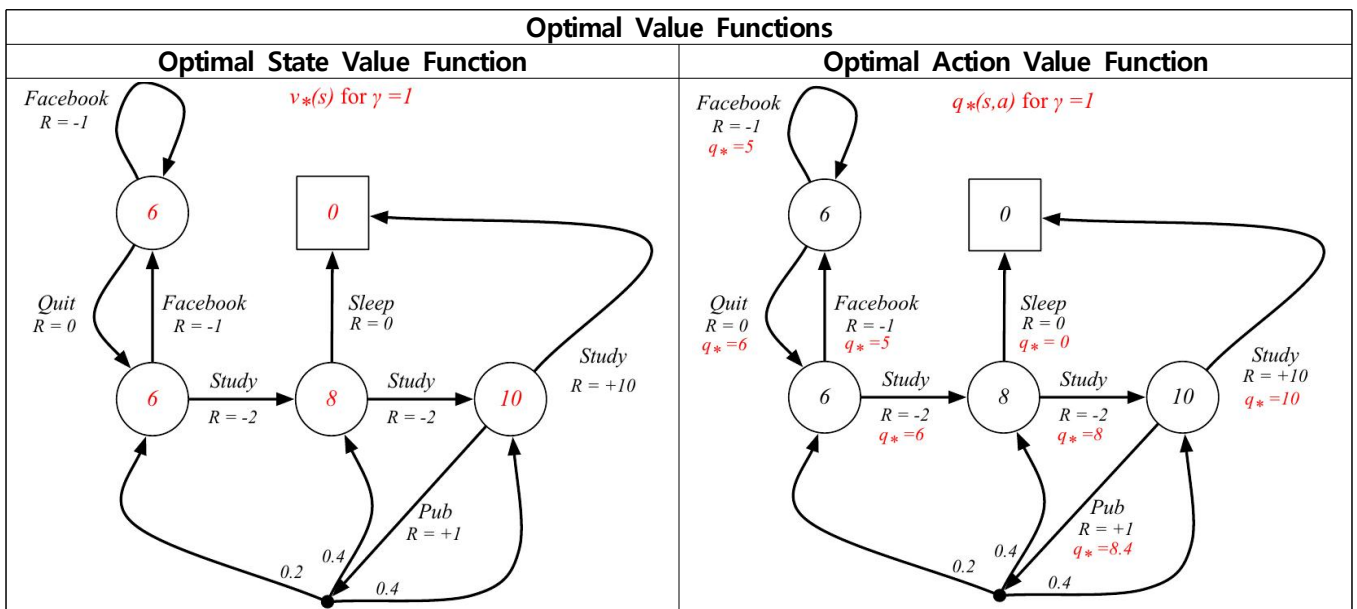 Optimal Value Functions
Optimal State Value Function
Optimal Action Value Function
Facebook
R = -1
v*(s) for γ =1
6
0
Quit
R = 0
Facebook
R = -1
Sleep
R = 0
Study
R = +10
6
Study
R = -2
8
Study
R = -2
10
Pub
R = +1
0.2
0.4
0.4
Facebook
R = -1
q* =5
q*(s,a) for γ =1
6
0
Quit
R = 0
q* =6
Facebook
R = -1
q* =5
Sleep
R = 0
q* = 0
Study
R = +10
q* =10
6
Study
R = -2
q* =6
8
Study
R = -2
q* =8
10
Pub
R = +1
q* =8.4
0.2
0.4
0.4